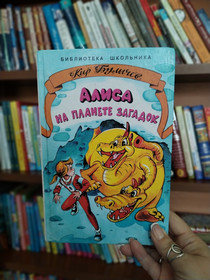 БИБЛИОТЕКА ШКОЛЬНИКА
Кир Булычев
АЛИСА
НА ПЛАНЕТЕ ЗАГАДОК